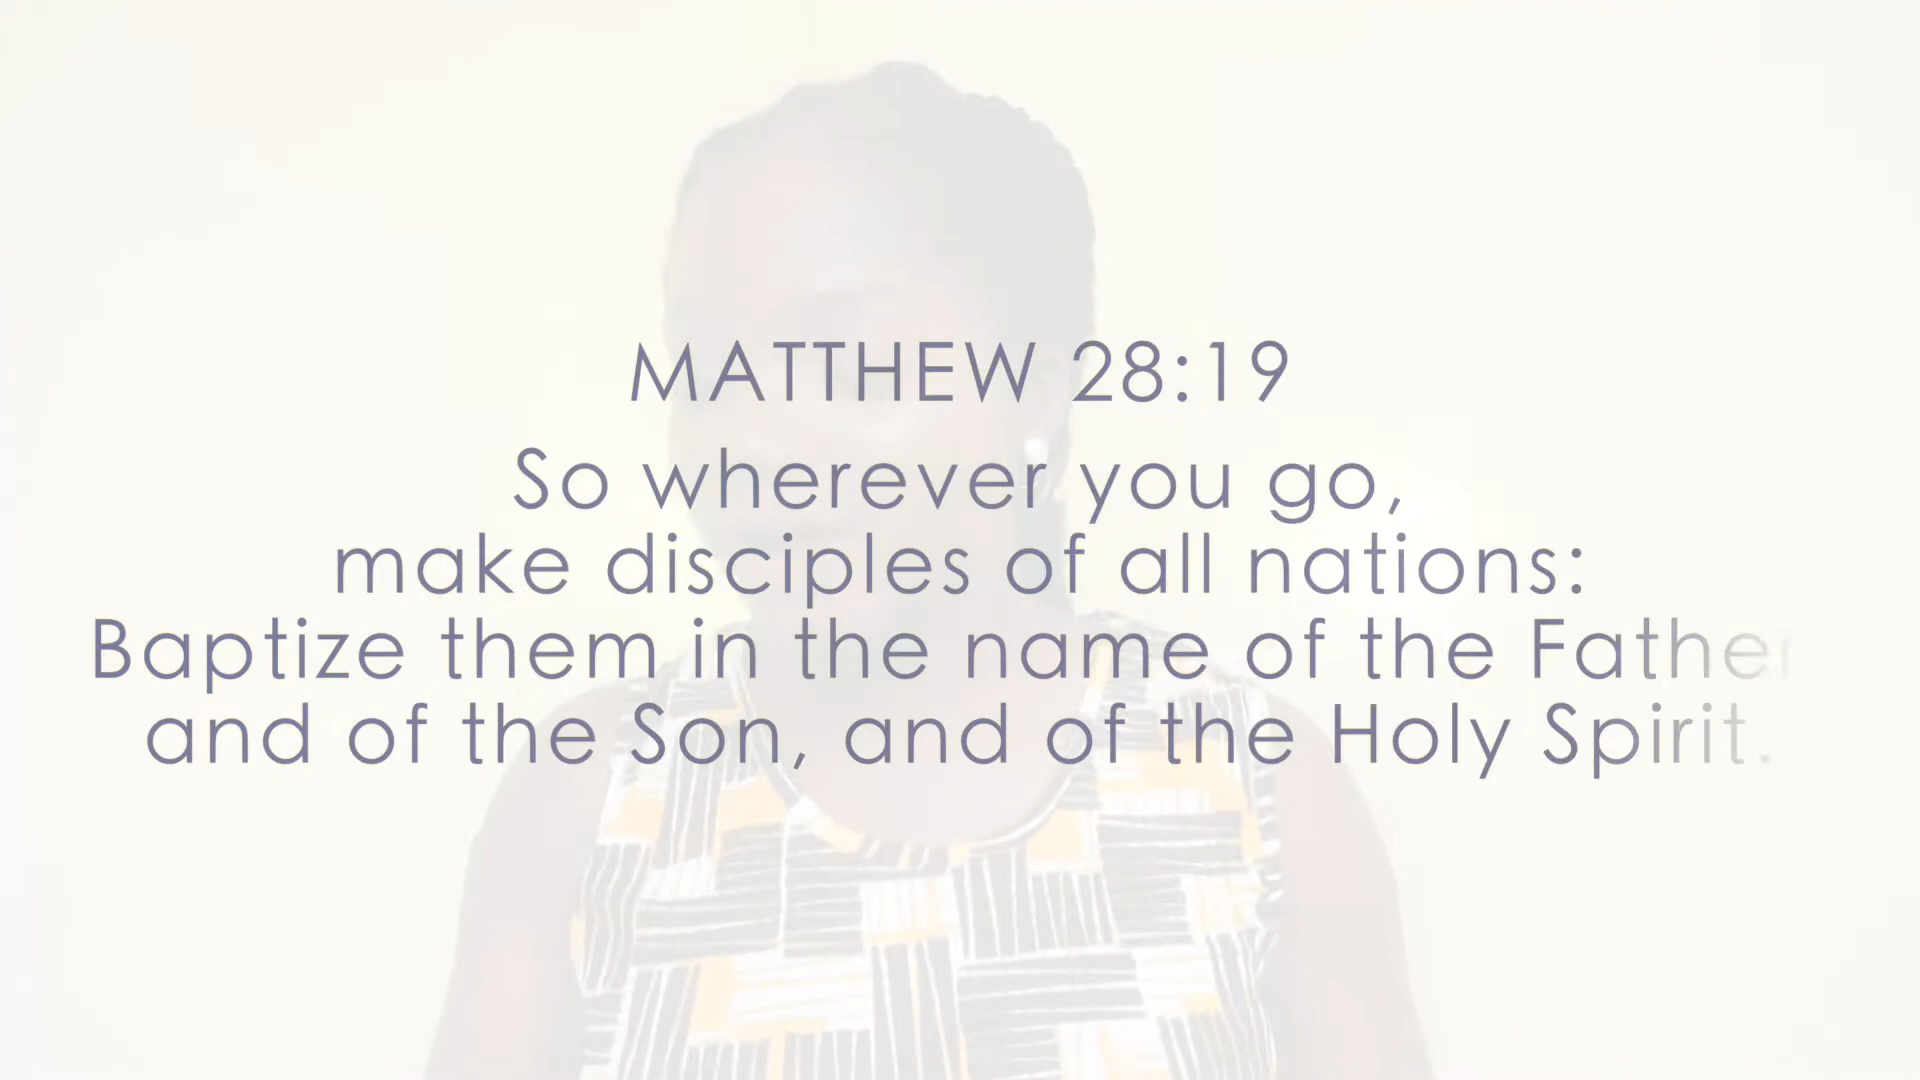 MATTHEW 28:19
So wherever you go,
make disciples of all nations:
Baptize them in the name of the Father
and of the Son, and of the Holy Spirit.